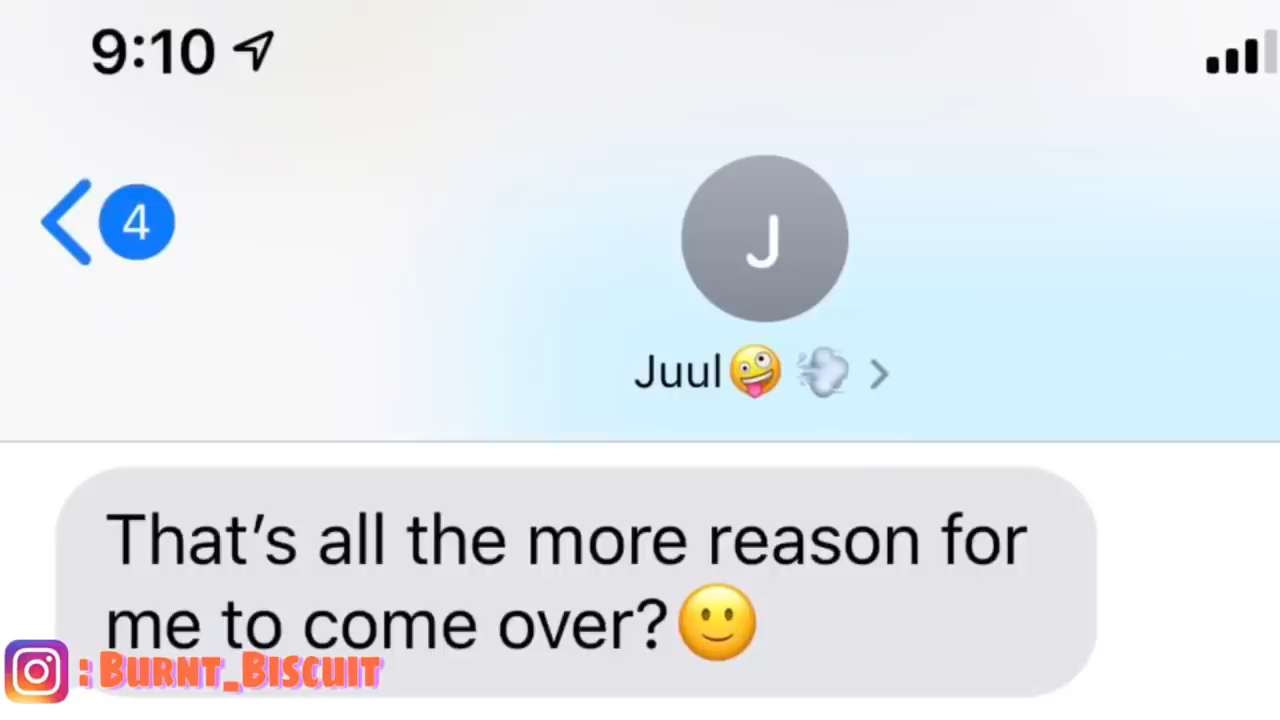 9:10
4
J
Juul🤪💨
That's all the more reason for
me to come over?🙂
: Burnt_Biscuit